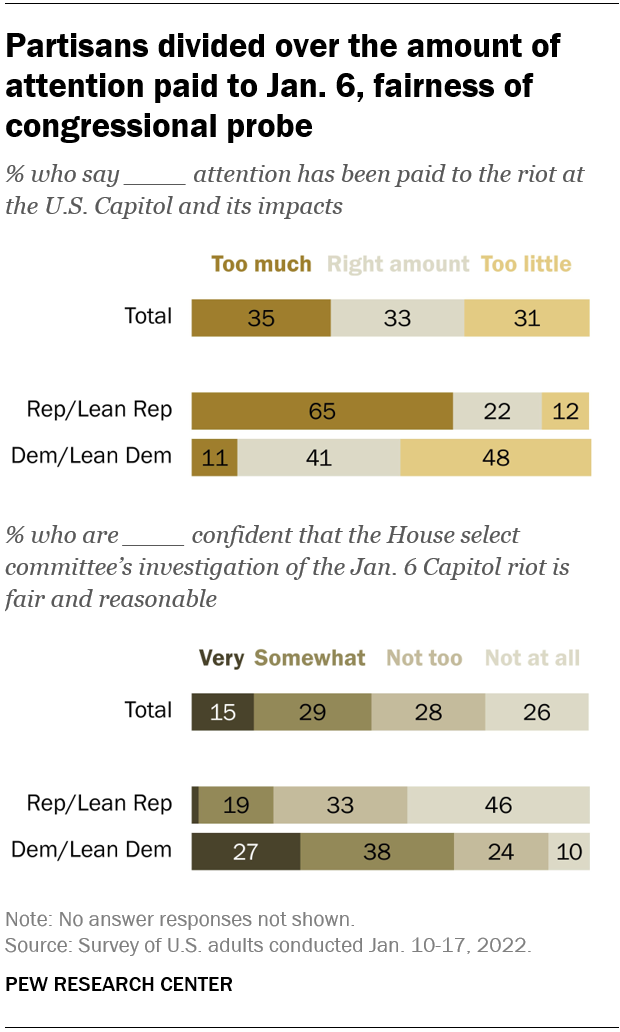 Partisans divided over the amount of
attention paid to Jan. 6, fairness of
congressional probe
% who say ____ attention has been paid to the riot at
the U.S. Capitol and its impacts
Too much Right amount Too little
Total 35 33 31
Rep/Lean Rep 65 22 12
Dem/Lean Dem 11 41 48
% who are ____ confident that the House select
committee’s investigation of the Jan. 6 Capitol riot is
fair and reasonable
Very Somewhat Not too Not at all
Total 15 29 28 26
Rep/Lean Rep 19 33 46
Dem/Lean Dem 27 38 24 10
Note: No answer responses not shown.
Source: Survey of U.S. adults conducted Jan. 10-17, 2022.
PEW RESEARCH CENTER